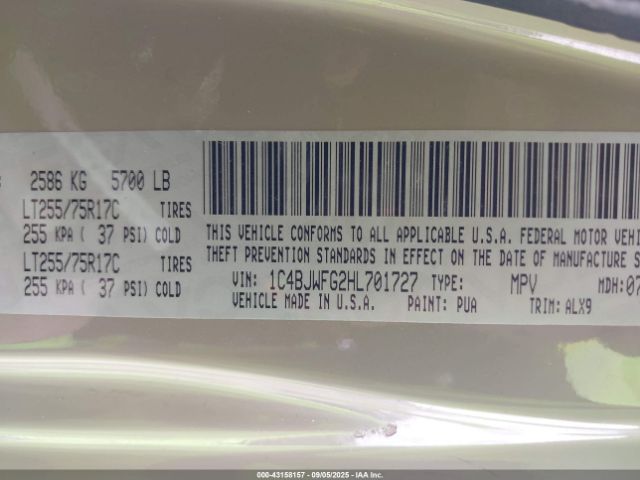 : 2586 KG 5700 LB
LT255/75R17C TIRES
255 KPA ( 37 PSI) COLD
LT255/75R17C TIRES
255 KPA ( 37 PSI) COLD
THIS VEHICLE CONFORMS TO ALL APPLICABLE U.S.A. FEDERAL MOTOR VEHI
THEFT PREVENTION STANDARDS IN EFFECT ON THE DATE OF MANUFACTURE S
VIN: 1C4BJWFG2HL701727 TYPE: MPV MDH:07
VEHICLE MADE IN U.S.A. PAINT: PUA TRIM: ALX9
000-43158157 - 09/05/2025 - IAA Inc.